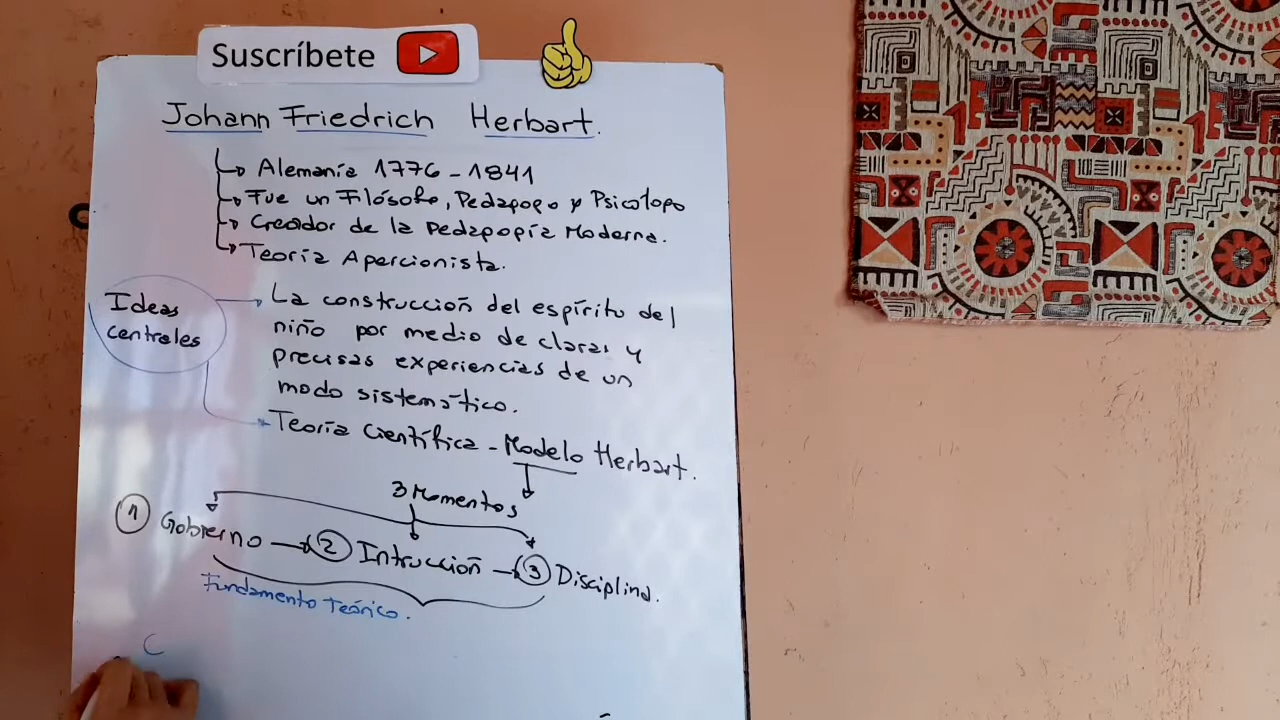 Suscríbete
Johann Friedrich Herbart.
Alemania 1776 - 1841
Fue un Filósofo, Pedagogo y Psicologo
Creador de la Pedagogía Moderna.
Teoría Apercionista.
Ideas
centrales
La construcción del espíritu del
niño por medio de claras y
precisas experiencias de un
modo sistemático.
Teoría Científica - Modelo Herbart.
3 Momentos
1 Gobierno 2 Intrucción 3 Disciplina.
Fundamento Teórico.
C